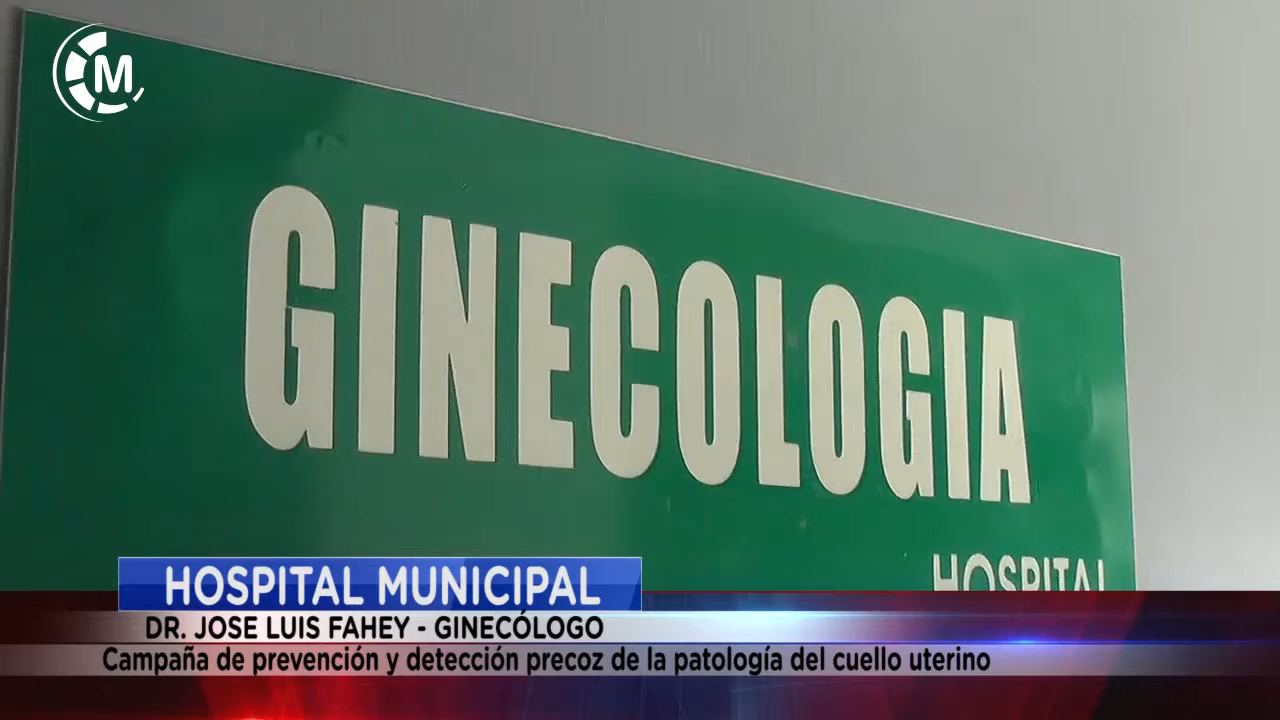 M
GINECOLOGIA
HOSPITAL
HOSPITAL MUNICIPAL
DR. JOSE LUIS FAHEY - GINECÓLOGO
Campaña de prevención y detección precoz de la patología del cuello uterino